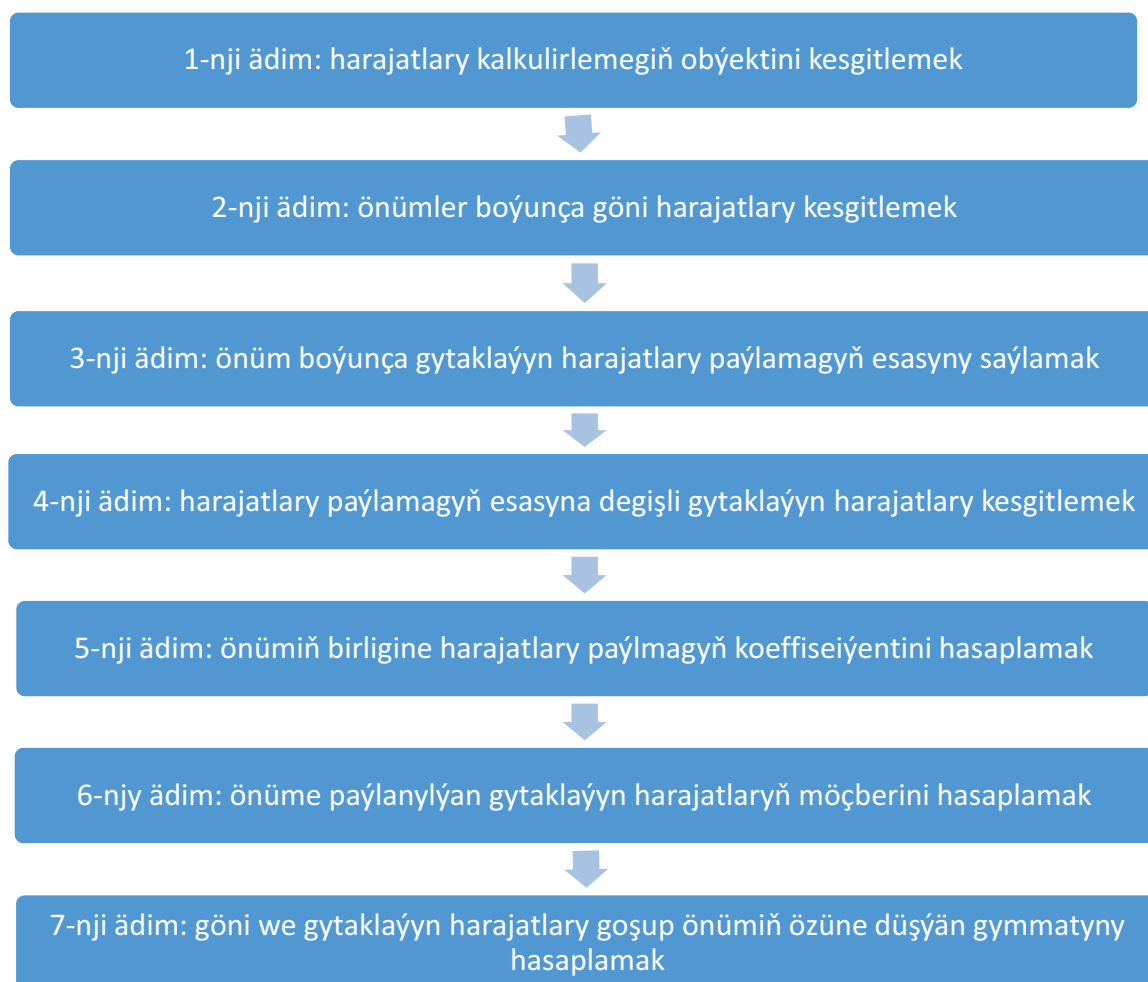 1-nji ädim: harajatlary kalkulirlemegiň obýektini kesgitlemek
2-nji ädim: önümler boýunça göni harajatlary kesgitlemek
3-nji ädim: önüm boýunça gytaklaýyn harajatlary paýlamagyň esasyny saýlamak
4-nji ädim: harajatlary paýlamagyň esasyna degişli gytaklaýyn harajatlary kesgitlemek
5-nji ädim: önümiň birligine harajatlary paýlmagyň koeffiseiýentini hasaplamak
6-njy ädim: önüme paýlanylýan gytaklaýyn harajatlaryň möçberini hasaplamak
7-nji ädim: göni we gytaklaýyn harajatlary goşup önümiň özüne düşýän gymmatyny
hasaplamak